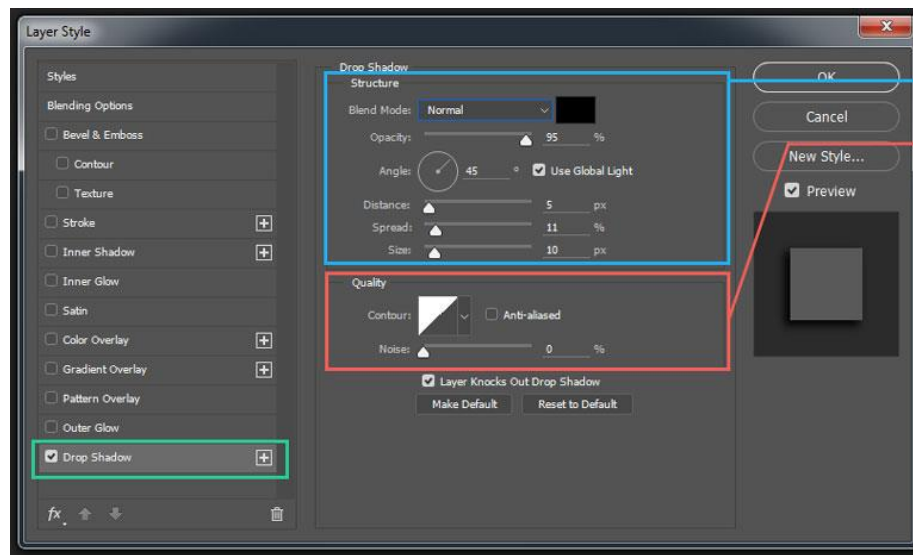 Layer Style
Styles
Blending Options
Bevel & Emboss
Contour
Texture
Stroke
Inner Shadow
Inner Glow
Satin
Color Overlay
Gradient Overlay
Pattern Overlay
Outer Glow
Drop Shadow
fx
Drop Shadow
Structure
Blend Mode: Normal
Opacity: 95 %
Angle: 45 ° Use Global Light
Distance: 5 px
Spread: 11 %
Size: 10 px
Quality
Contour: Anti-aliased
Noise: 0 %
Layer Knocks Out Drop Shadow
Make Default Reset to Default
OK
Cancel
New Style...
Preview